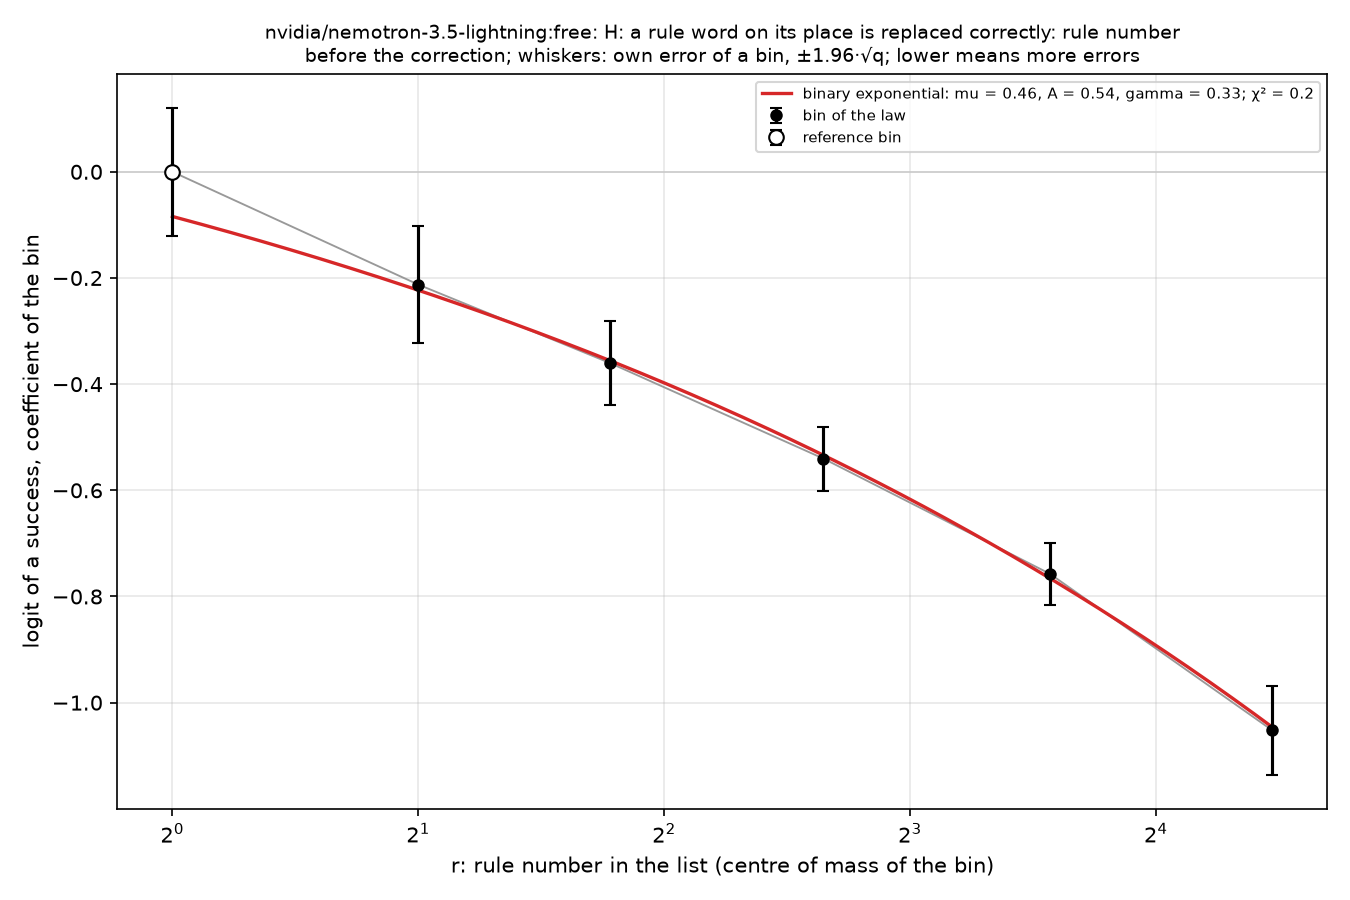 nvidia/nemotron-3.5-lightning:free: H: a rule word on its place is replaced correctly: rule number
before the correction; whiskers: own error of a bin, ±1.96·√q; lower means more errors
binary exponential: mu = 0.46, A = 0.54, gamma = 0.33; χ² = 0.2
bin of the law
reference bin
logit of a success, coefficient of the bin
0.0
−0.2
−0.4
−0.6
−0.8
−1.0
2⁰ 2¹ 2² 2³ 2⁴
r: rule number in the list (centre of mass of the bin)